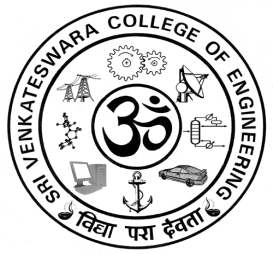 SRI VENKATESWARA COLLEGE OF ENGINEERING
ॐ
विद्या परा देवता